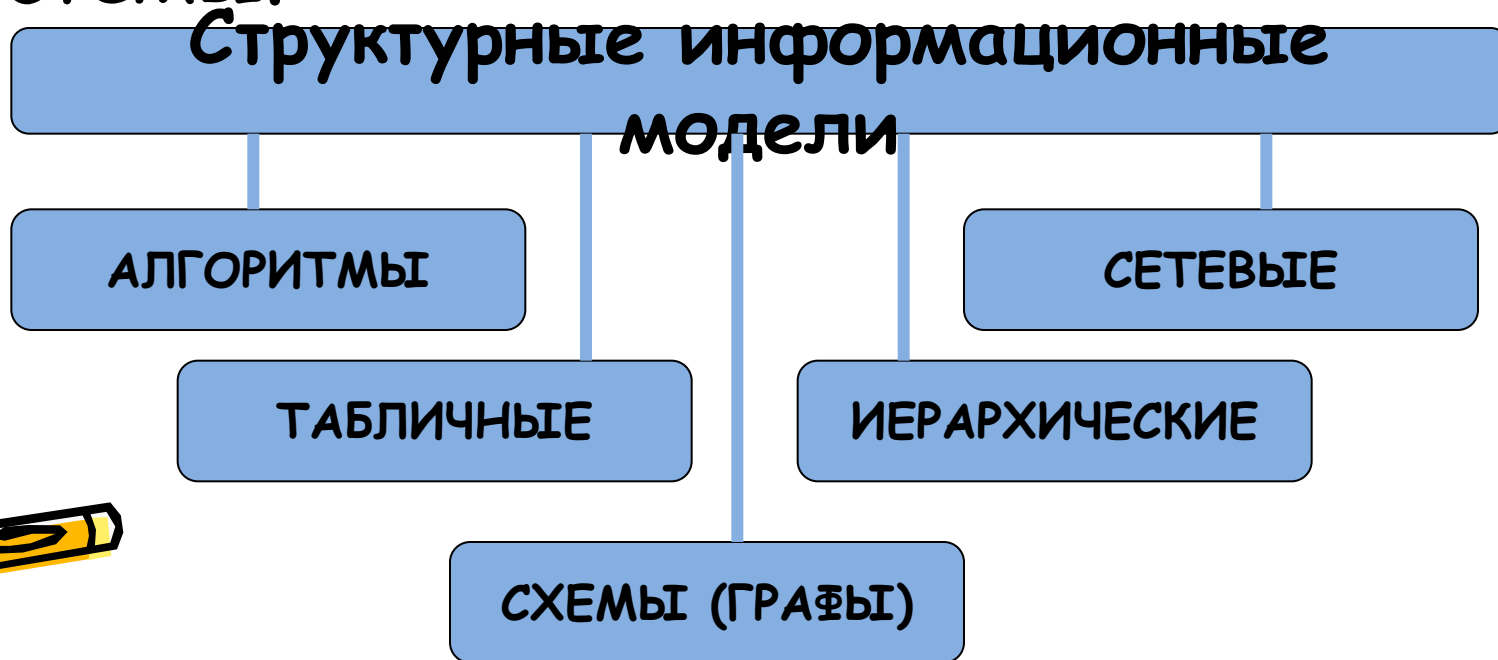 Структурные информационные
модели
АЛГОРИТМЫ
СЕТЕВЫЕ
ТАБЛИЧНЫЕ
ИЕРАРХИЧЕСКИЕ
СХЕМЫ (ГРАФЫ)